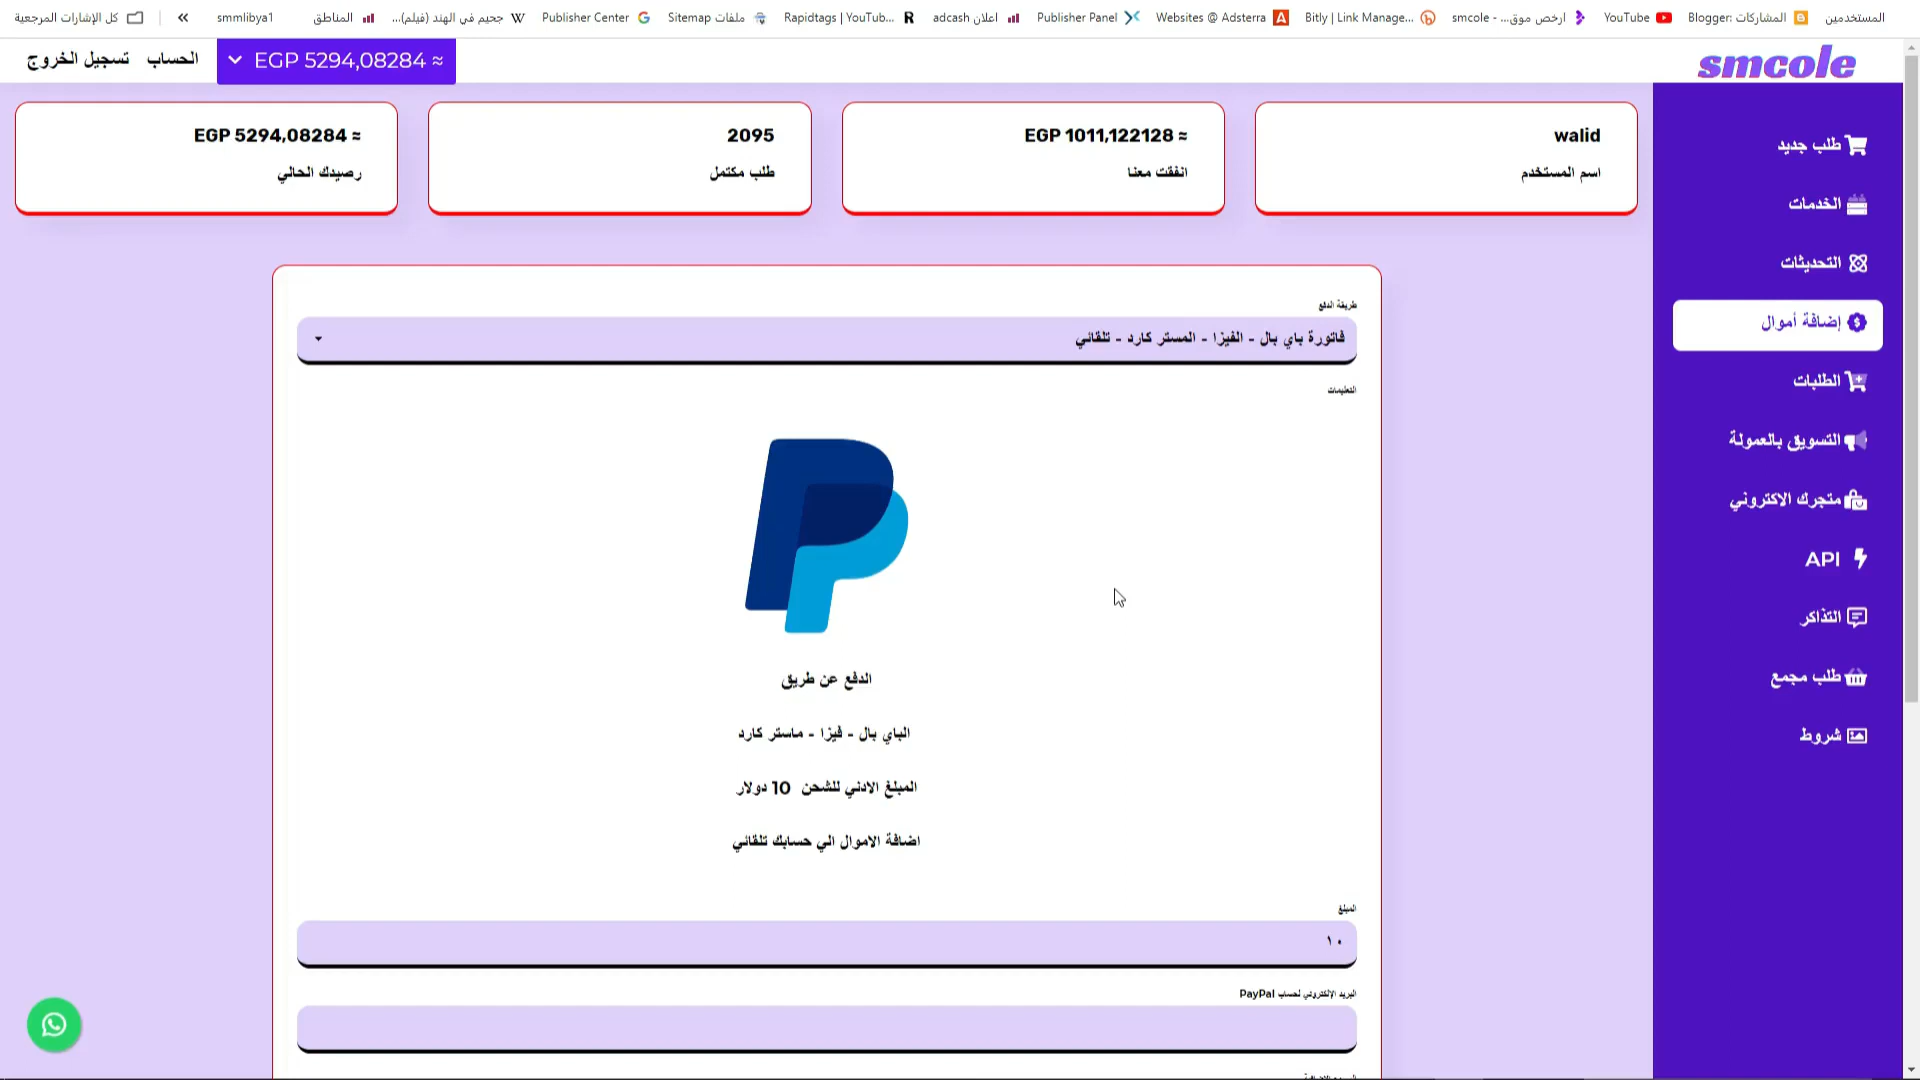 المستخدمين
Blogger: المشاركات
YouTube
smcole - ارخص موق...
Bitly | Link Manage...
Websites @ Adsterra
Publisher Panel
adcash اعلان
Rapidtags | YouTub...
Sitemap ملفات
Publisher Center
جحيم في الهند (فيلم)...
المناطق
smmlibya1
»
كل الإشارات المرجعية
smcole
≈ EGP 5294,08284
الحساب
تسجيل الخروج
walid
اسم المستخدم
≈ EGP 1011,122128
انفقت معنا
2095
طلب مكتمل
≈ EGP 5294,08284
رصيدك الحالي
طلب جديد
الخدمات
التحديثات
إضافة أموال
الطلبات
التسويق بالعمولة
متجرك الاكتروني
API
التذاكر
طلب مجمع
شروط
طريقة الدفع
فاتورة باي بال - الفيزا - المستر كارد - تلقائي
التعليمات
الدفع عن طريق
الباي بال - فيزا - ماستر كارد
المبلغ الادني للشحن 10 دولار
اضافة الاموال الي حسابك تلقائي
المبلغ
١٠
البريد الإلكتروني لحساب PayPal